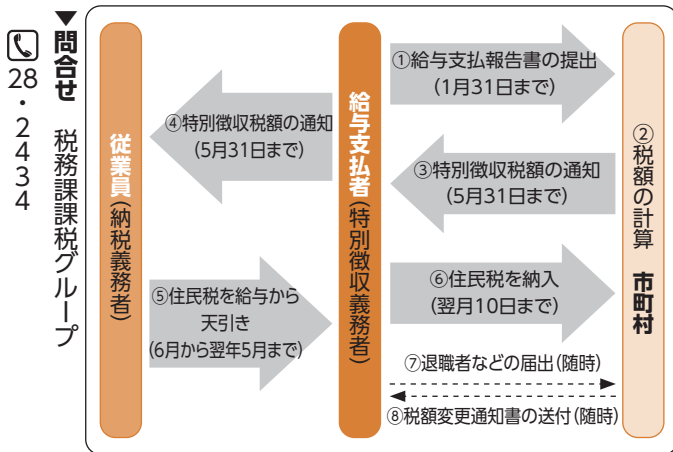 ▼問合せ 税務課課税グループ
28・2434
従業員(納税義務者)
給与支払者(特別徴収義務者)
②税額の計算 市町村
①給与支払報告書の提出
(1月31日まで)
③特別徴収税額の通知
(5月31日まで)
④特別徴収税額の通知
(5月31日まで)
⑤住民税を給与から
天引き
(6月から翌年5月まで)
⑥住民税を納入
(翌月10日まで)
⑦退職者などの届出(随時)
⑧税額変更通知書の送付(随時)